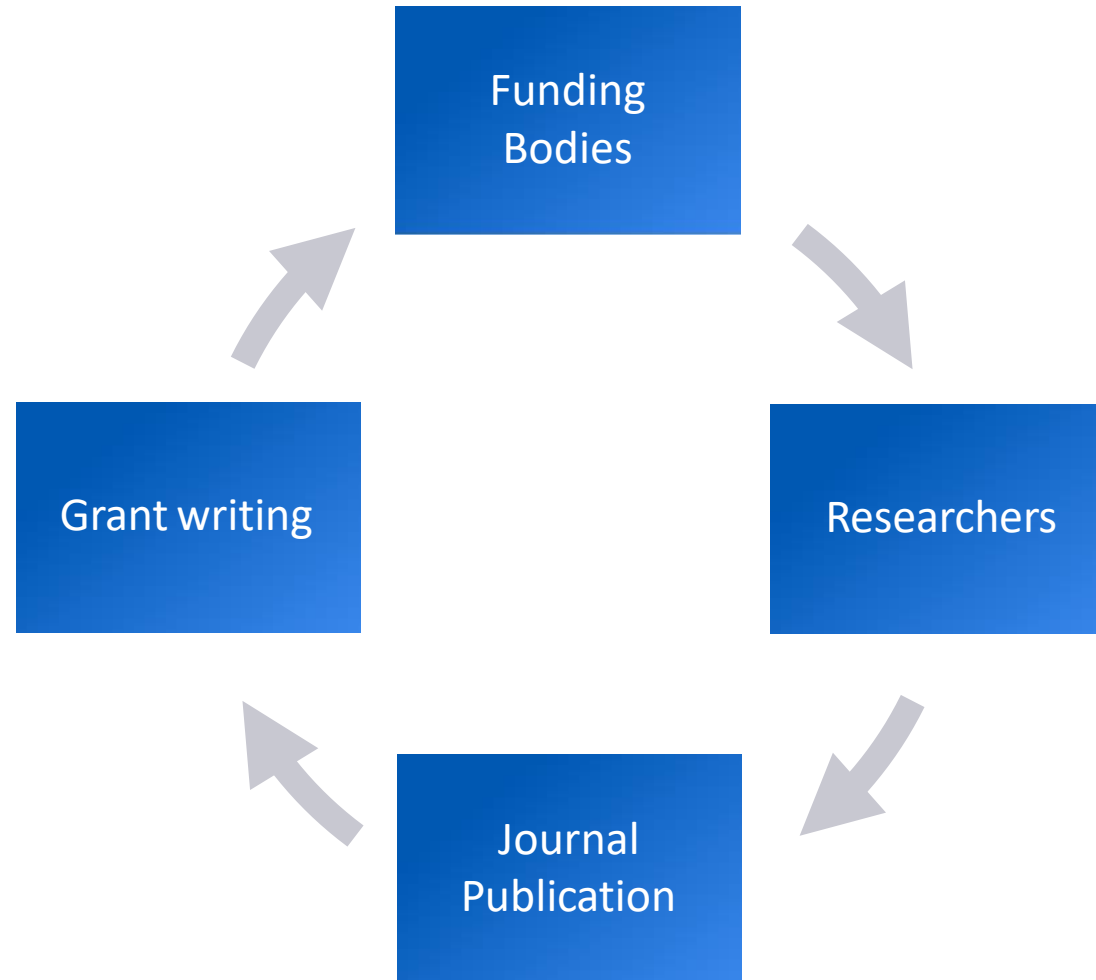 Funding
Bodies
Grant writing
Researchers
Journal
Publication